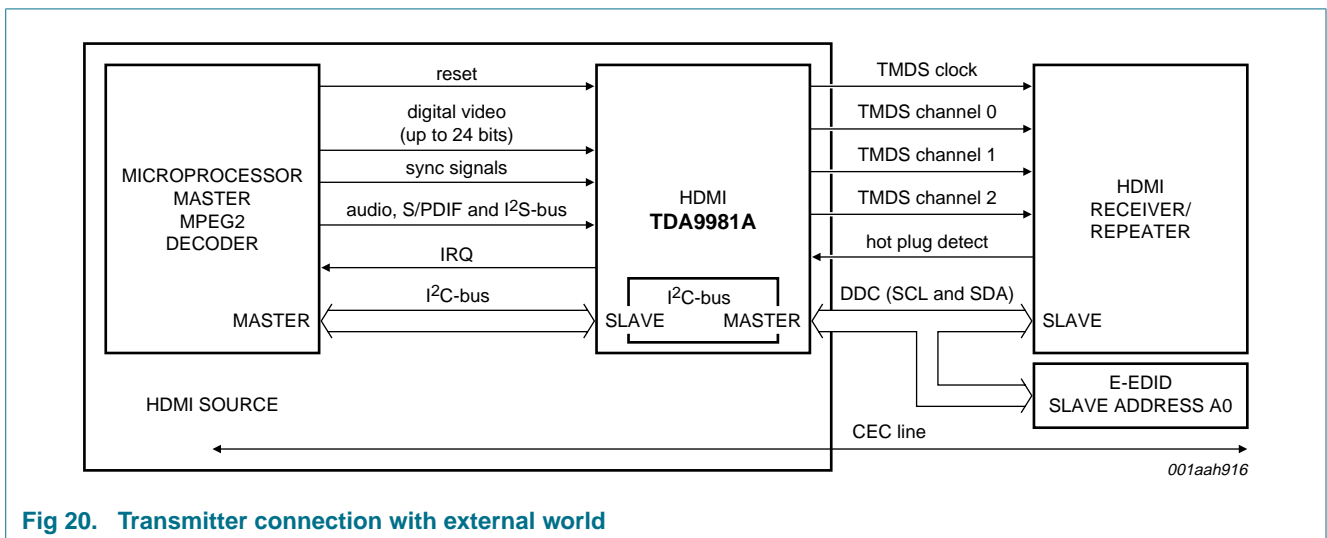 reset
digital video
(up to 24 bits)
sync signals
audio, S/PDIF and I2S-bus
IRQ
I2C-bus
MICROPROCESSOR
MASTER
MPEG2
DECODER
MASTER
HDMI
TDA9981A
I2C-bus
SLAVE MASTER
TMDS clock
TMDS channel 0
TMDS channel 1
TMDS channel 2
hot plug detect
DDC (SCL and SDA)
HDMI
RECEIVER/
REPEATER
SLAVE
E-EDID
SLAVE ADDRESS A0
HDMI SOURCE
CEC line
001aah916
Fig 20. Transmitter connection with external world